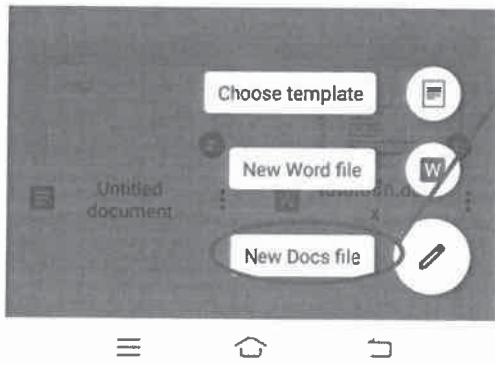 Choose template
New Word file
W
Untitled
document
W
x
New Docs file